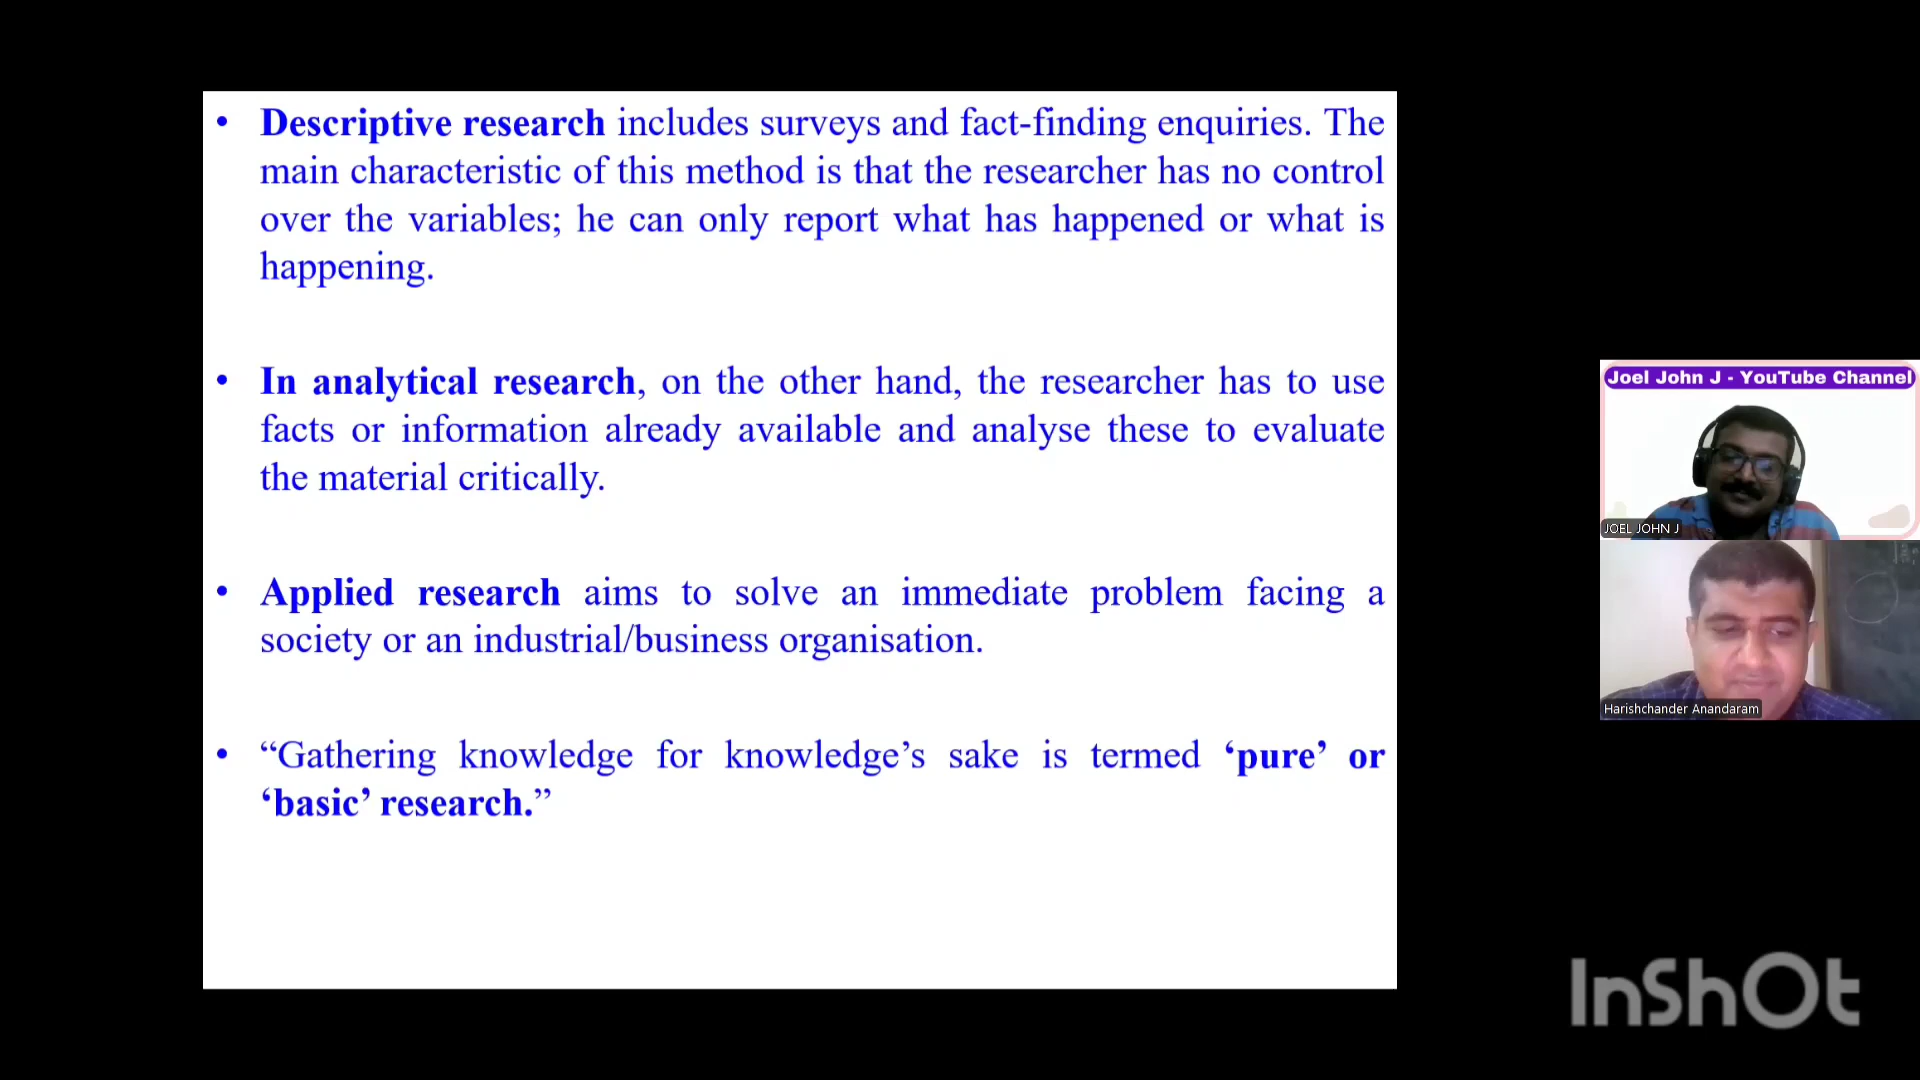 • Descriptive research includes surveys and fact-finding enquiries. The
main characteristic of this method is that the researcher has no control
over the variables; he can only report what has happened or what is
happening.
• In analytical research, on the other hand, the researcher has to use
facts or information already available and analyse these to evaluate
the material critically.
• Applied research aims to solve an immediate problem facing a
society or an industrial/business organisation.
• “Gathering knowledge for knowledge’s sake is termed ‘pure’ or
‘basic’ research.”
Joel John J - YouTube Channel
JOEL JOHN J
Harishchander Anandaram
InShOt